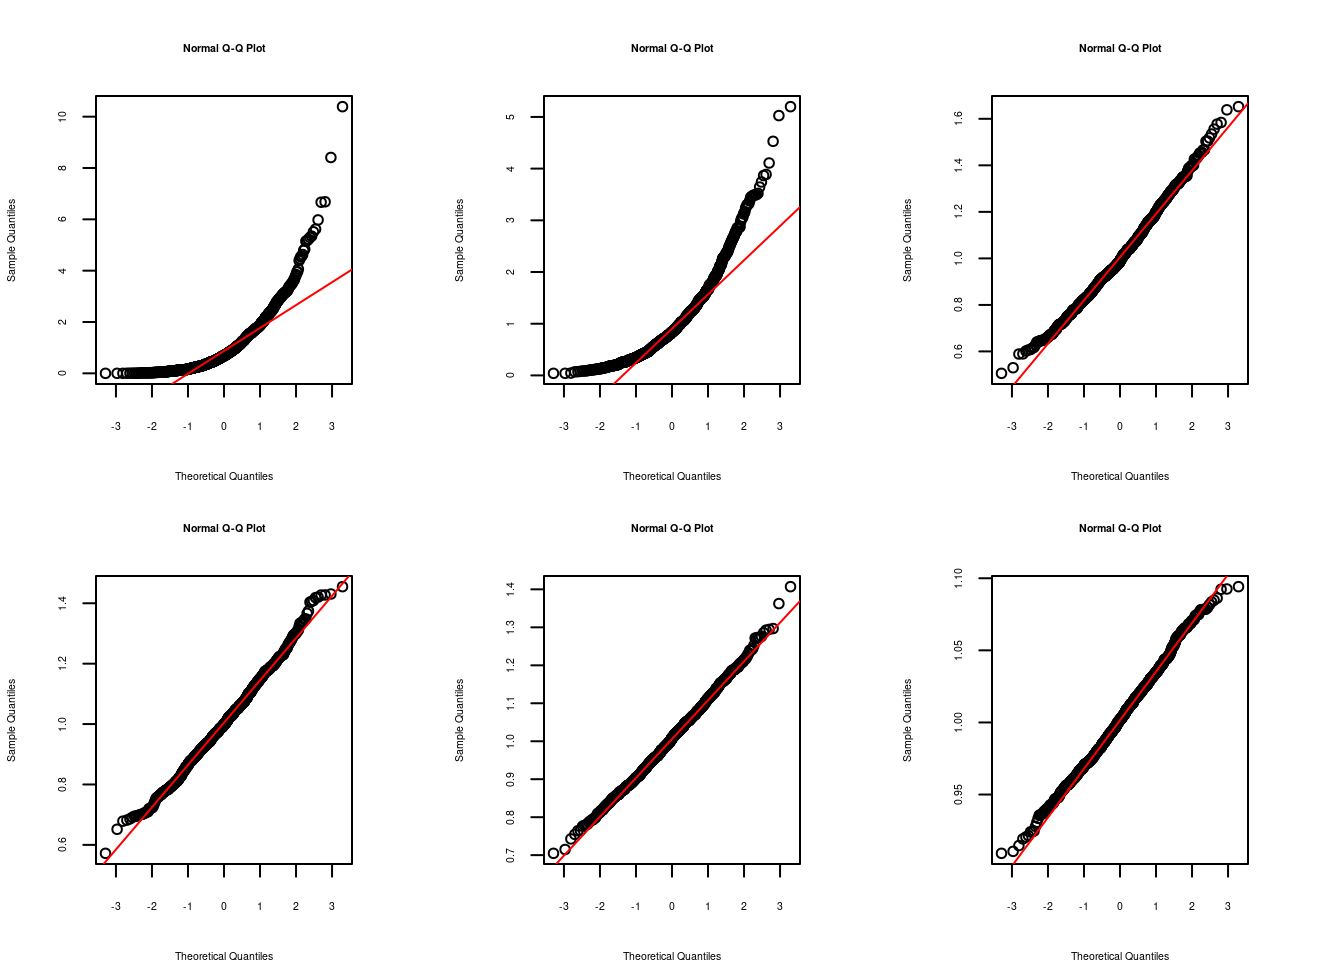 Normal Q-Q Plot
Sample Quantiles
0 2 4 6 8 10
-3 -2 -1 0 1 2 3
Theoretical Quantiles
Normal Q-Q Plot
Sample Quantiles
0 1 2 3 4 5
-3 -2 -1 0 1 2 3
Theoretical Quantiles
Normal Q-Q Plot
Sample Quantiles
0.6 0.8 1.0 1.2 1.4 1.6
-3 -2 -1 0 1 2 3
Theoretical Quantiles
Normal Q-Q Plot
Sample Quantiles
0.6 0.8 1.0 1.2 1.4
-3 -2 -1 0 1 2 3
Theoretical Quantiles
Normal Q-Q Plot
Sample Quantiles
0.7 0.8 0.9 1.0 1.1 1.2 1.3 1.4
-3 -2 -1 0 1 2 3
Theoretical Quantiles
Normal Q-Q Plot
Sample Quantiles
0.95 1.00 1.05 1.10
-3 -2 -1 0 1 2 3
Theoretical Quantiles